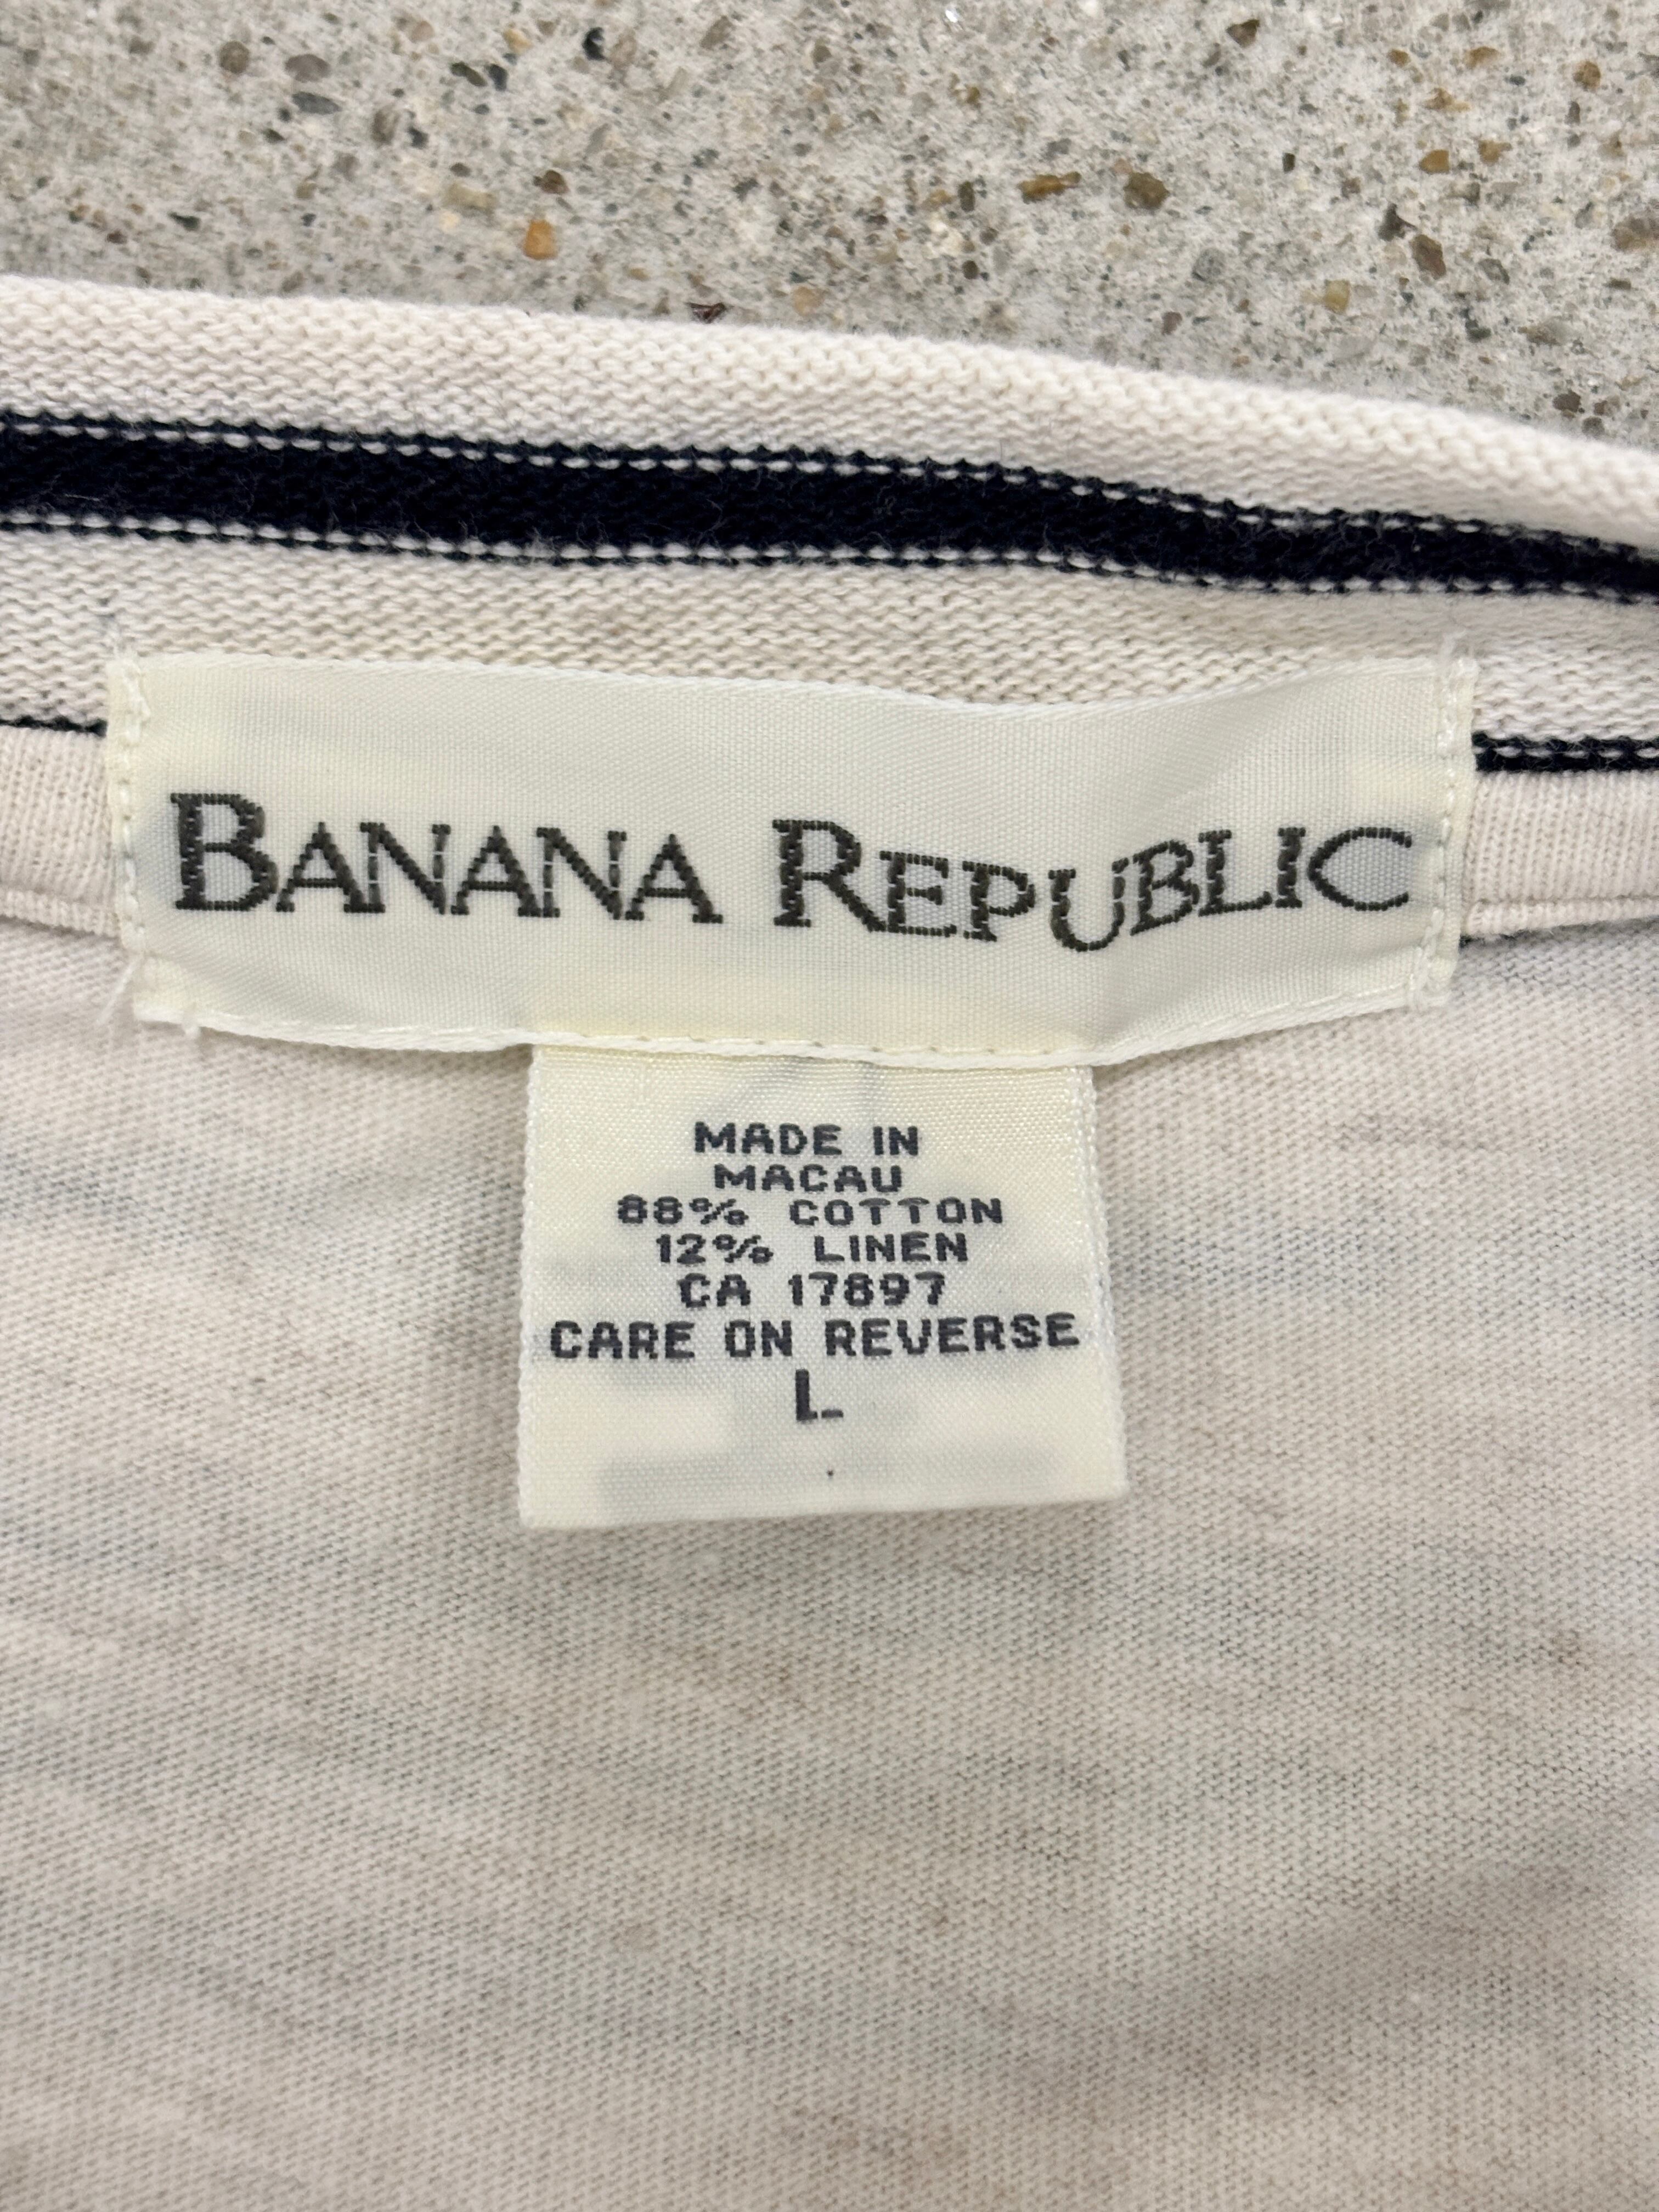 BANANA REPUBLIC
MADE IN
MACAU
88% COTTON
12% LINEN
CA 17897
CARE ON REVERSE
L